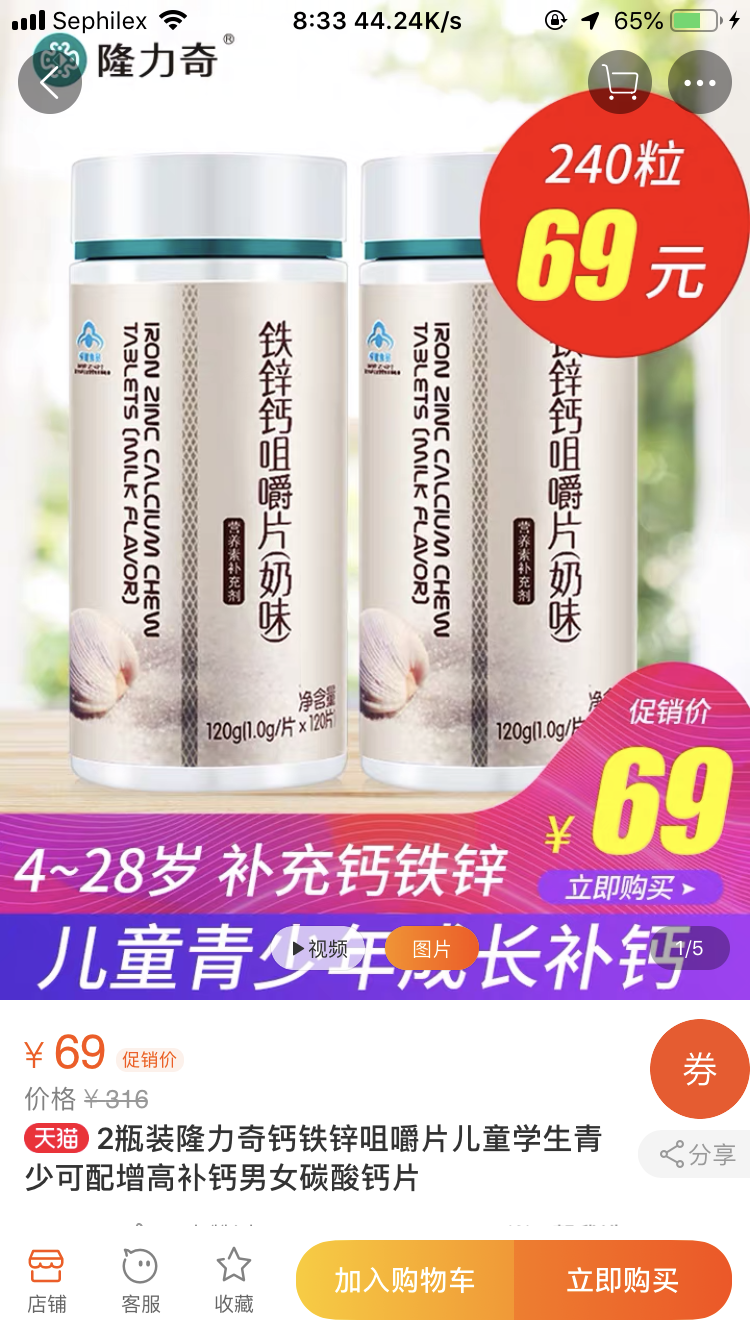 Sephilex
8:33 44.24K/s
65%
隆力奇®
240粒
69元
IRON ZINC CALCIUM CHEW
TABLETS (MILK FLAVOR)
铁锌钙咀嚼片(奶味)
营养素补充剂
净含量
120g(1.0g/片x120片)
保健食品
IRON ZINC CALCIUM CHEW
TABLETS (MILK FLAVOR)
铁锌钙咀嚼片(奶味)
营养素补充剂
净
120g(1.0g/片
促销价
¥69
立即购买
4~28岁 补充钙铁锌
儿童青少年成长补钙
视频
图片
1/5
¥69 促销价
价格 ¥316
券
天猫 2瓶装隆力奇钙铁锌咀嚼片儿童学生青
少可配增高补钙男女碳酸钙片
分享
店铺
客服
收藏
加入购物车
立即购买